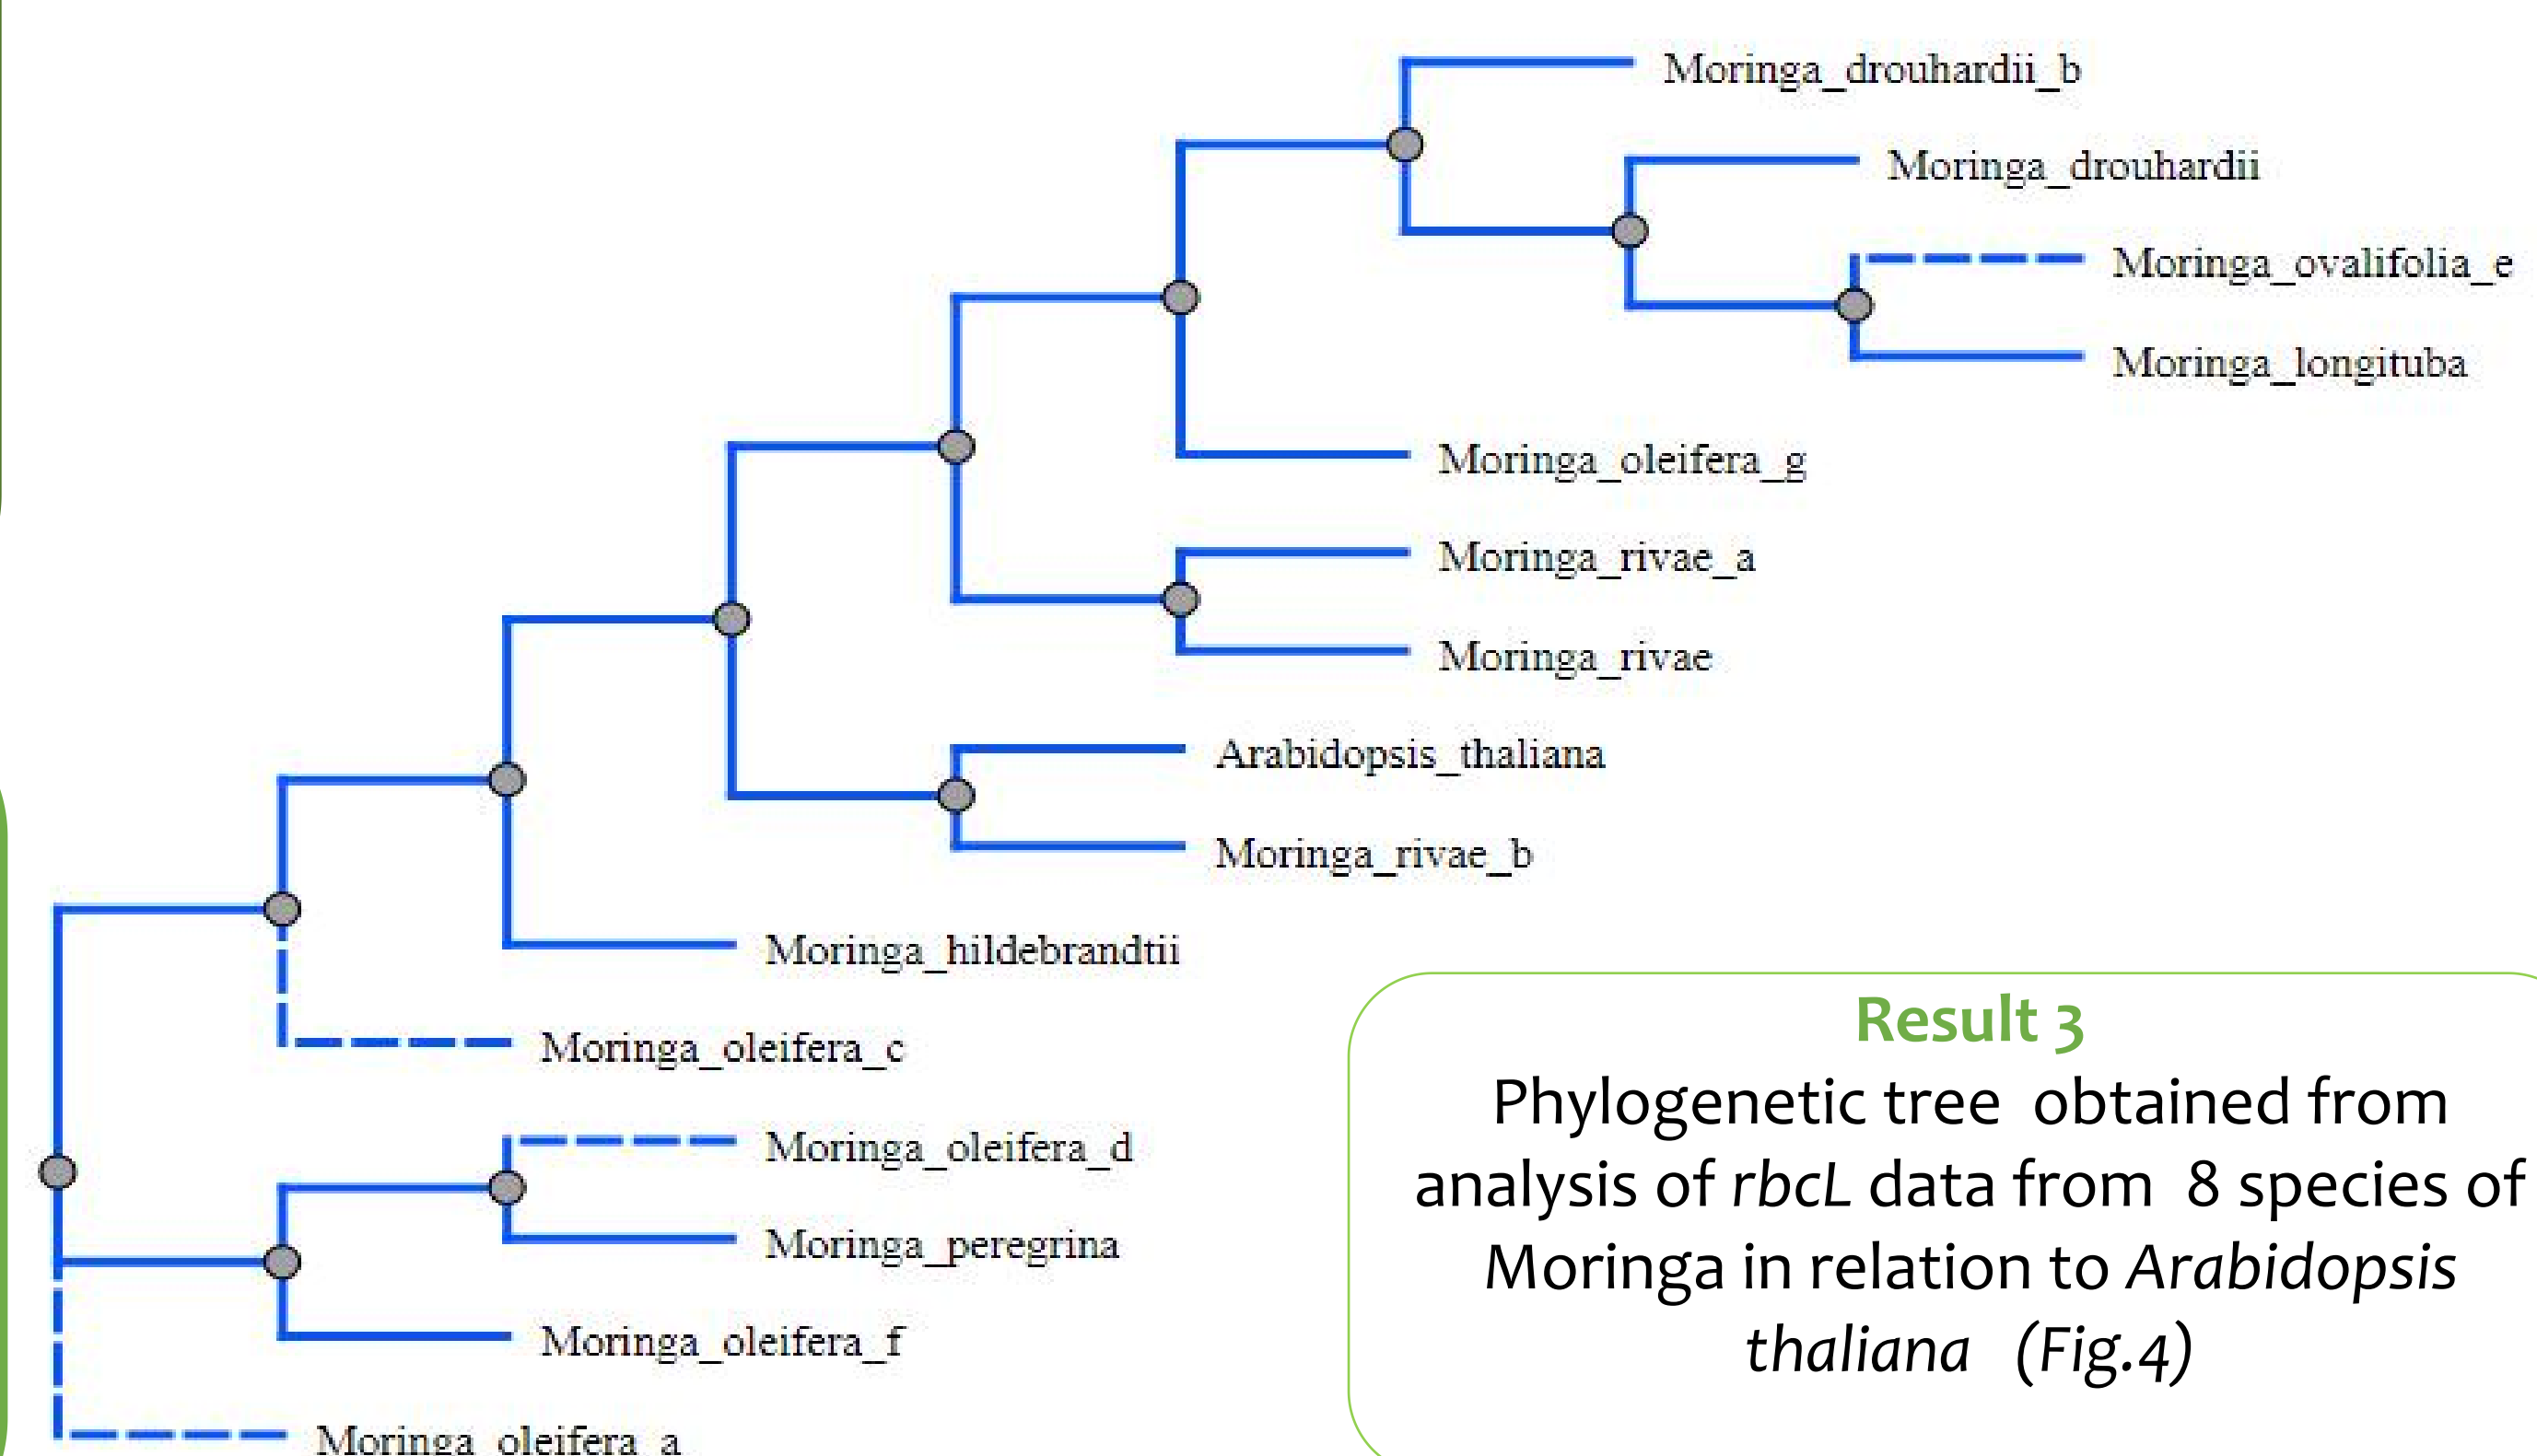 Moringa_drouhardii_b
Moringa_drouhardii
Moringa_ovalifolia_e
Moringa_longituba
Moringa_oleifera_g
Moringa_rivae_a
Moringa_rivae
Arabidopsis_thaliana
Moringa_rivae_b
Moringa_hildebrandtii
Moringa_oleifera_c
Moringa_oleifera_d
Moringa_peregrina
Moringa_oleifera_f
Moringa_oleifera_a
Result 3
Phylogenetic tree obtained from
analysis of rbcL data from 8 species of
Moringa in relation to Arabidopsis
thaliana (Fig.4)